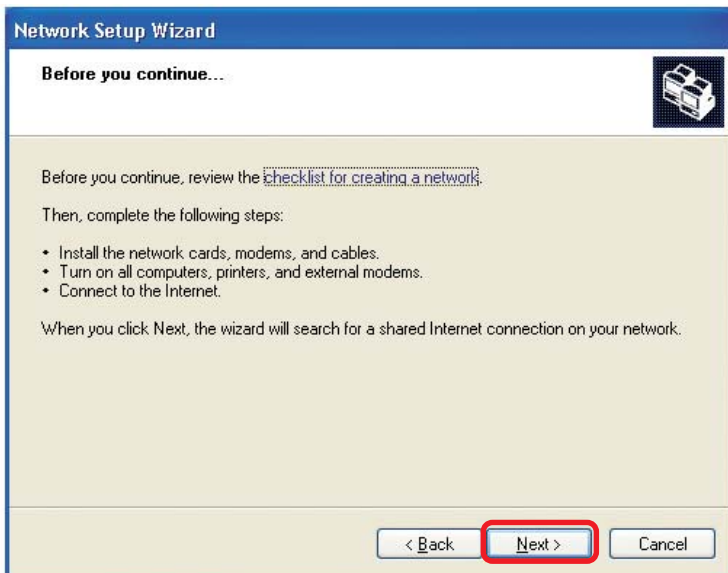 Network Setup Wizard
Before you continue...
Before you continue, review the checklist for creating a network.
Then, complete the following steps:
• Install the network cards, modems, and cables.
• Turn on all computers, printers, and external modems.
• Connect to the Internet.
When you click Next, the wizard will search for a shared Internet connection on your network.
< Back
Next >
Cancel